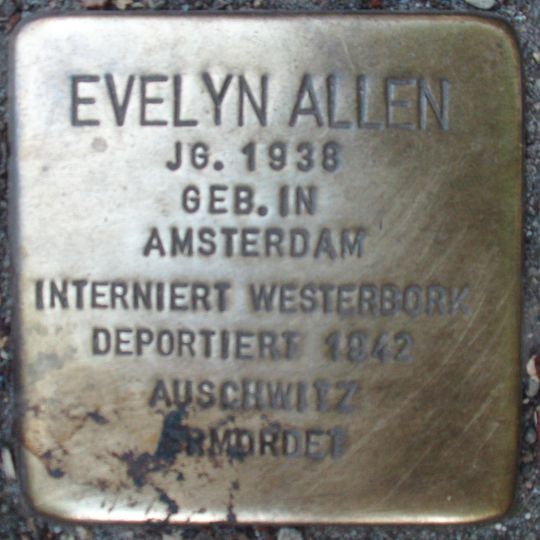 EVELYN ALLEN
JG. 1938
GEB. IN
AMSTERDAM
INTERNIERT WESTERBORK
DEPORTIERT 1942
AUSCHWITZ
ERMORDET